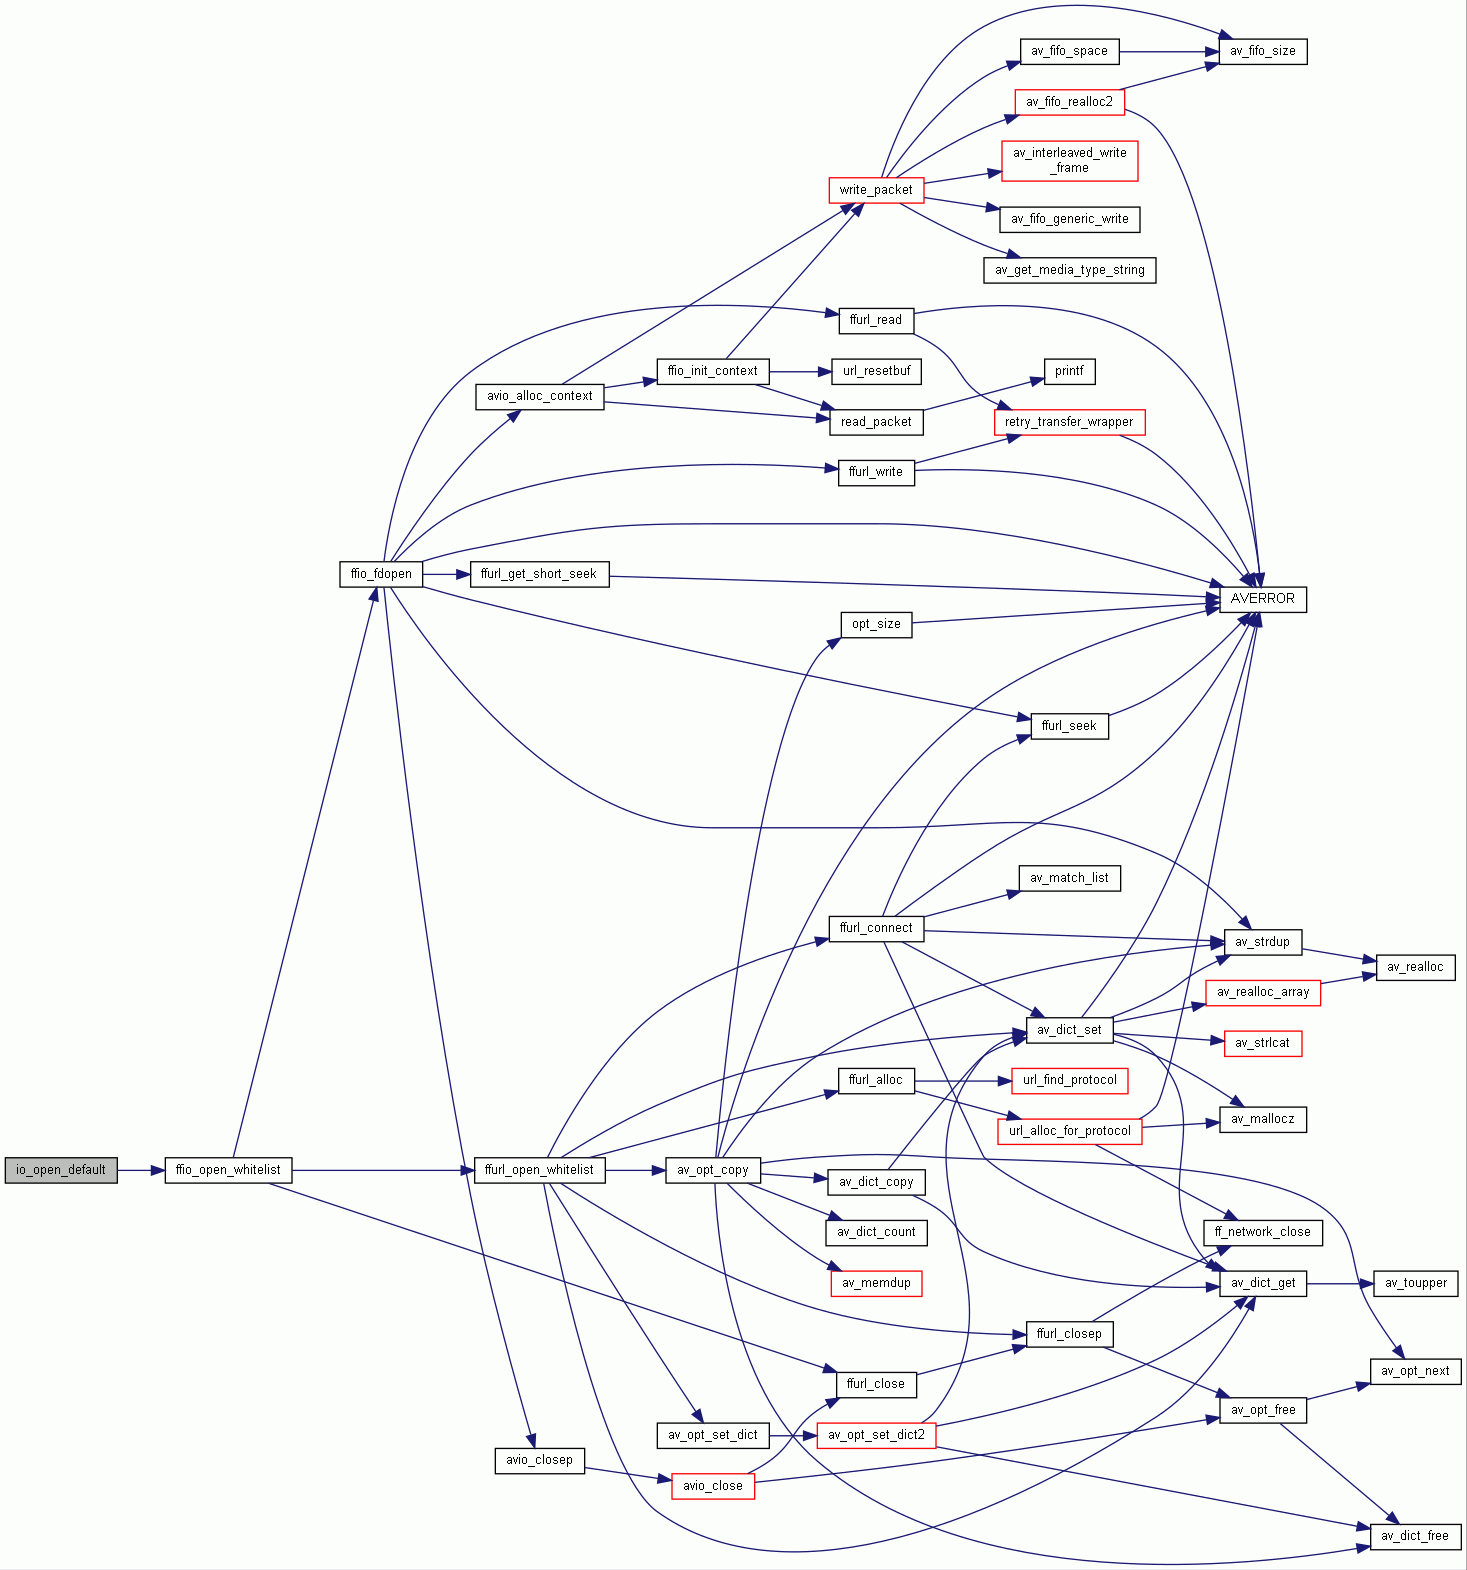 av_fifo_space
av_fifo_size
av_fifo_realloc2
av_interleaved_write
_frame
write_packet
av_fifo_generic_write
av_get_media_type_string
ffurl_read
ffio_init_context
url_resetbuf
printf
avio_alloc_context
read_packet
retry_transfer_wrapper
ffurl_write
ffio_fdopen
ffurl_get_short_seek
AVERROR
opt_size
ffurl_seek
av_match_list
ffurl_connect
av_strdup
av_realloc
av_realloc_array
av_dict_set
av_strlcat
ffurl_alloc
url_find_protocol
url_alloc_for_protocol
av_mallocz
io_open_default
ffio_open_whitelist
ffurl_open_whitelist
av_opt_copy
av_dict_copy
av_dict_count
ff_network_close
av_memdup
av_dict_get
av_toupper
ffurl_closep
av_opt_next
ffurl_close
av_opt_free
av_opt_set_dict
av_opt_set_dict2
avio_closep
avio_close
av_dict_free